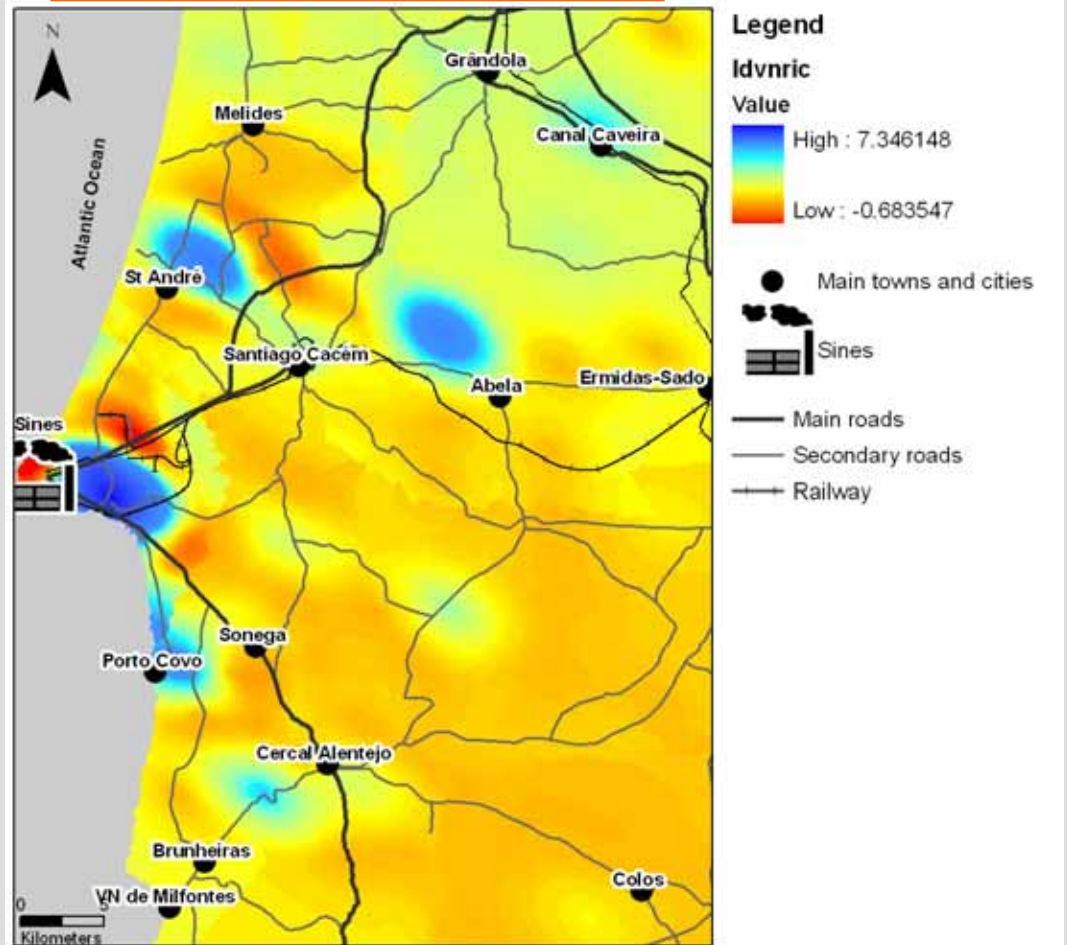 N
Atlantic Ocean
Grândola
Melides
Canal Caveira
St André
Santiago Cacém
Abela
Ermidas-Sado
Sines
Sonega
Porto Covo
Cercal Alentejo
Brunheiras
VN de Milfontes
Colos
0 5
Kilometers
Legend
Idvnric
Value
High : 7.346148
Low : -0.683547
Main towns and cities
Sines
Main roads
Secondary roads
Railway